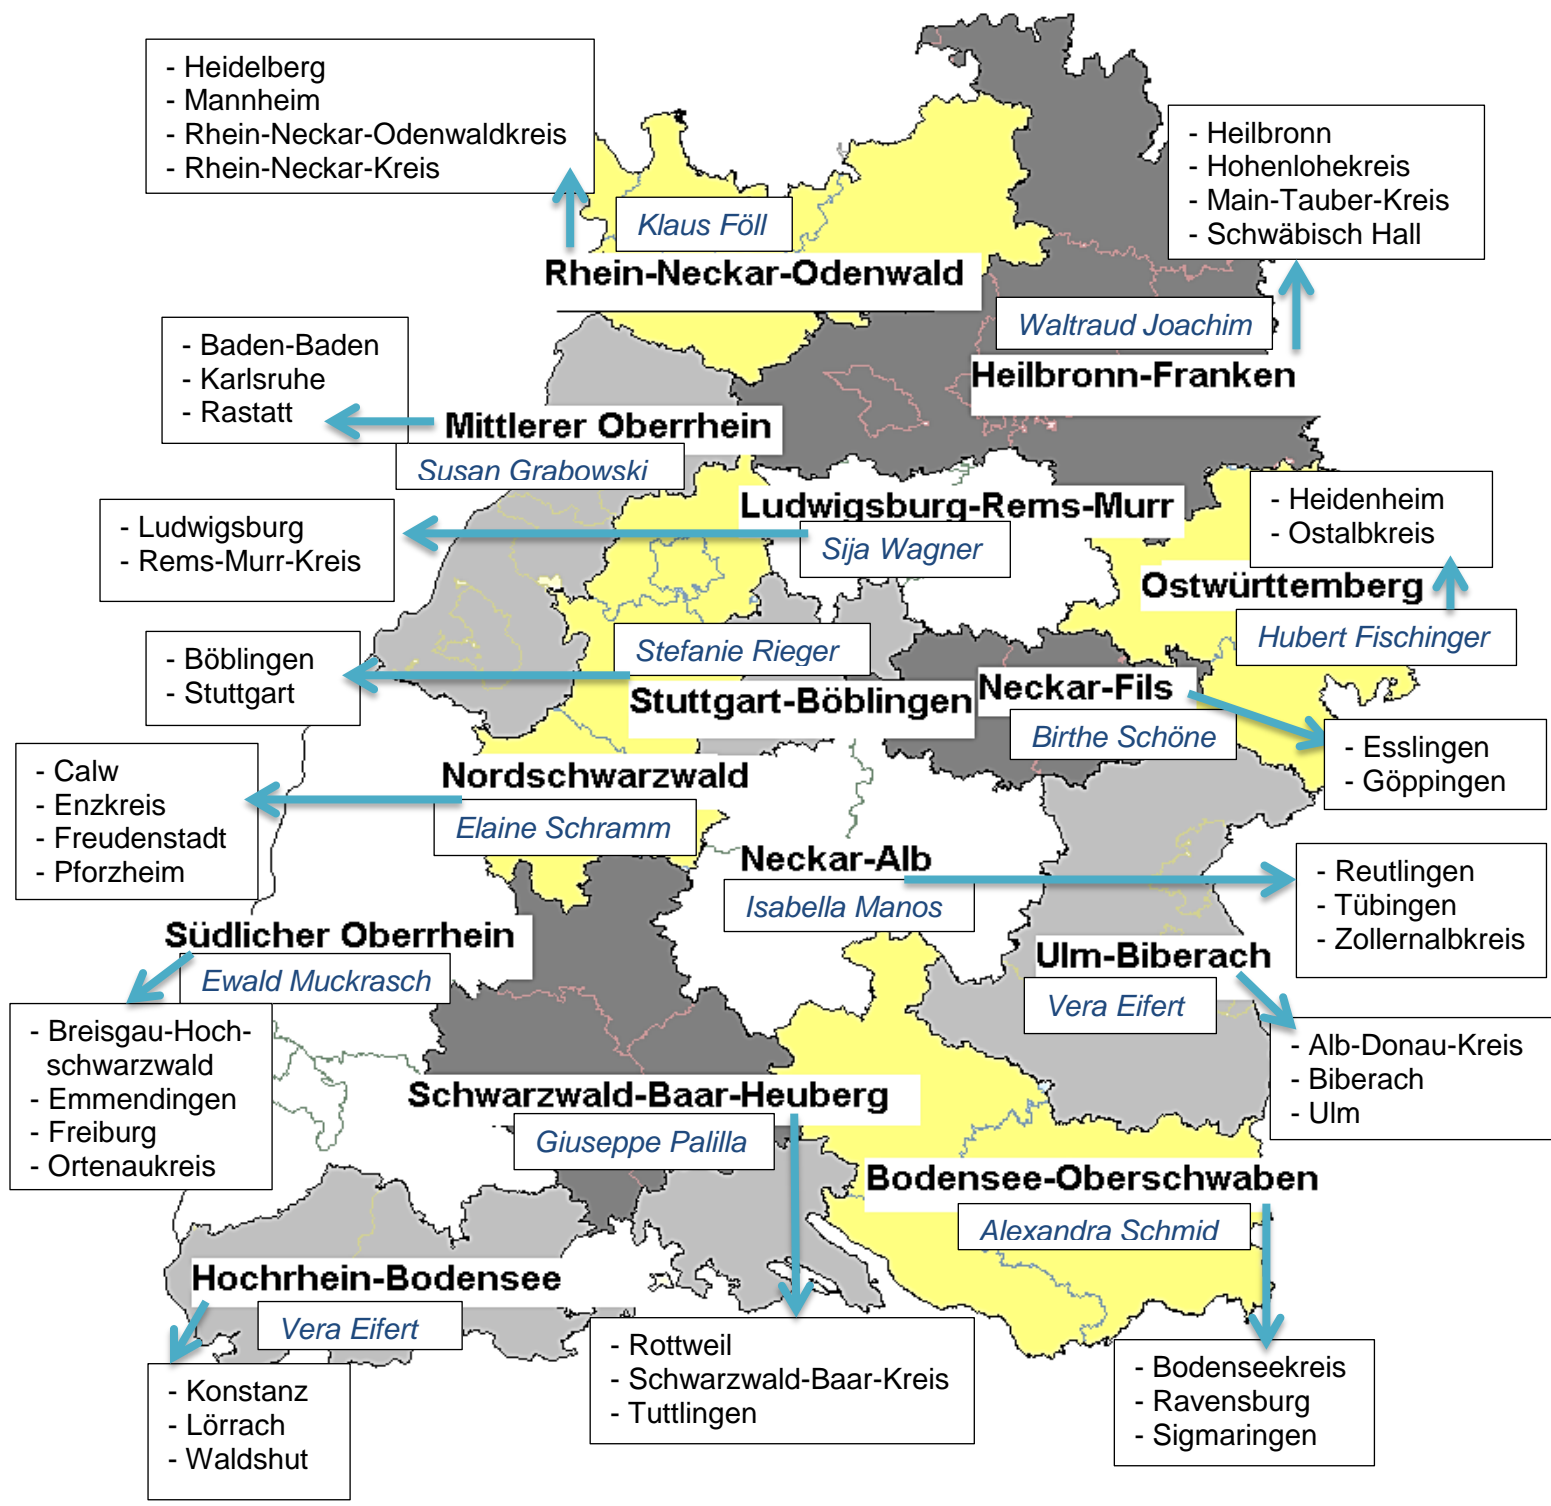 - Heidelberg
- Mannheim
- Rhein-Neckar-Odenwaldkreis
- Rhein-Neckar-Kreis
Klaus Föll
Rhein-Neckar-Odenwald
- Heilbronn
- Hohenlohekreis
- Main-Tauber-Kreis
- Schwäbisch Hall
Waltraud Joachim
Heilbronn-Franken
- Baden-Baden
- Karlsruhe
- Rastatt
Mittlerer Oberrhein
Susan Grabowski
Ludwigsburg-Rems-Murr
Sija Wagner
- Ludwigsburg
- Rems-Murr-Kreis
- Heidenheim
- Ostalbkreis
Ostwürttemberg
Hubert Fischinger
- Böblingen
- Stuttgart
Stefanie Rieger
Stuttgart-Böblingen
Neckar-Fils
Birthe Schöne
- Esslingen
- Göppingen
- Calw
- Enzkreis
- Freudenstadt
- Pforzheim
Nordschwarzwald
Elaine Schramm
Neckar-Alb
Isabella Manos
- Reutlingen
- Tübingen
- Zollernalbkreis
Südlicher Oberrhein
Ewald Muckrasch
- Breisgau-Hoch-
schwarzwald
- Emmendingen
- Freiburg
- Ortenaukreis
Ulm-Biberach
Vera Eifert
- Alb-Donau-Kreis
- Biberach
- Ulm
Schwarzwald-Baar-Heuberg
Giuseppe Palilla
Bodensee-Oberschwaben
Alexandra Schmid
Hochrhein-Bodensee
Vera Eifert
- Konstanz
- Lörrach
- Waldshut
- Rottweil
- Schwarzwald-Baar-Kreis
- Tuttlingen
- Bodenseekreis
- Ravensburg
- Sigmaringen